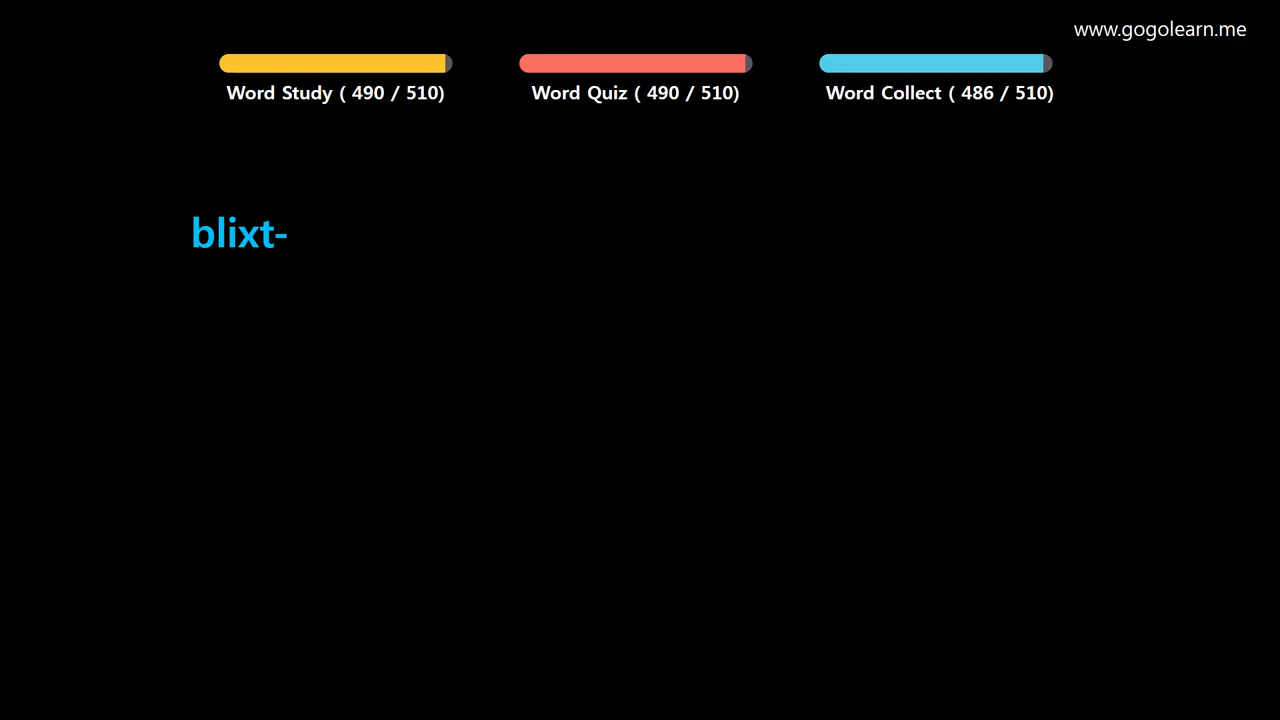 www.gogolearn.me
Word Study ( 490 / 510)
Word Quiz ( 490 / 510)
Word Collect ( 486 / 510)
blixt-